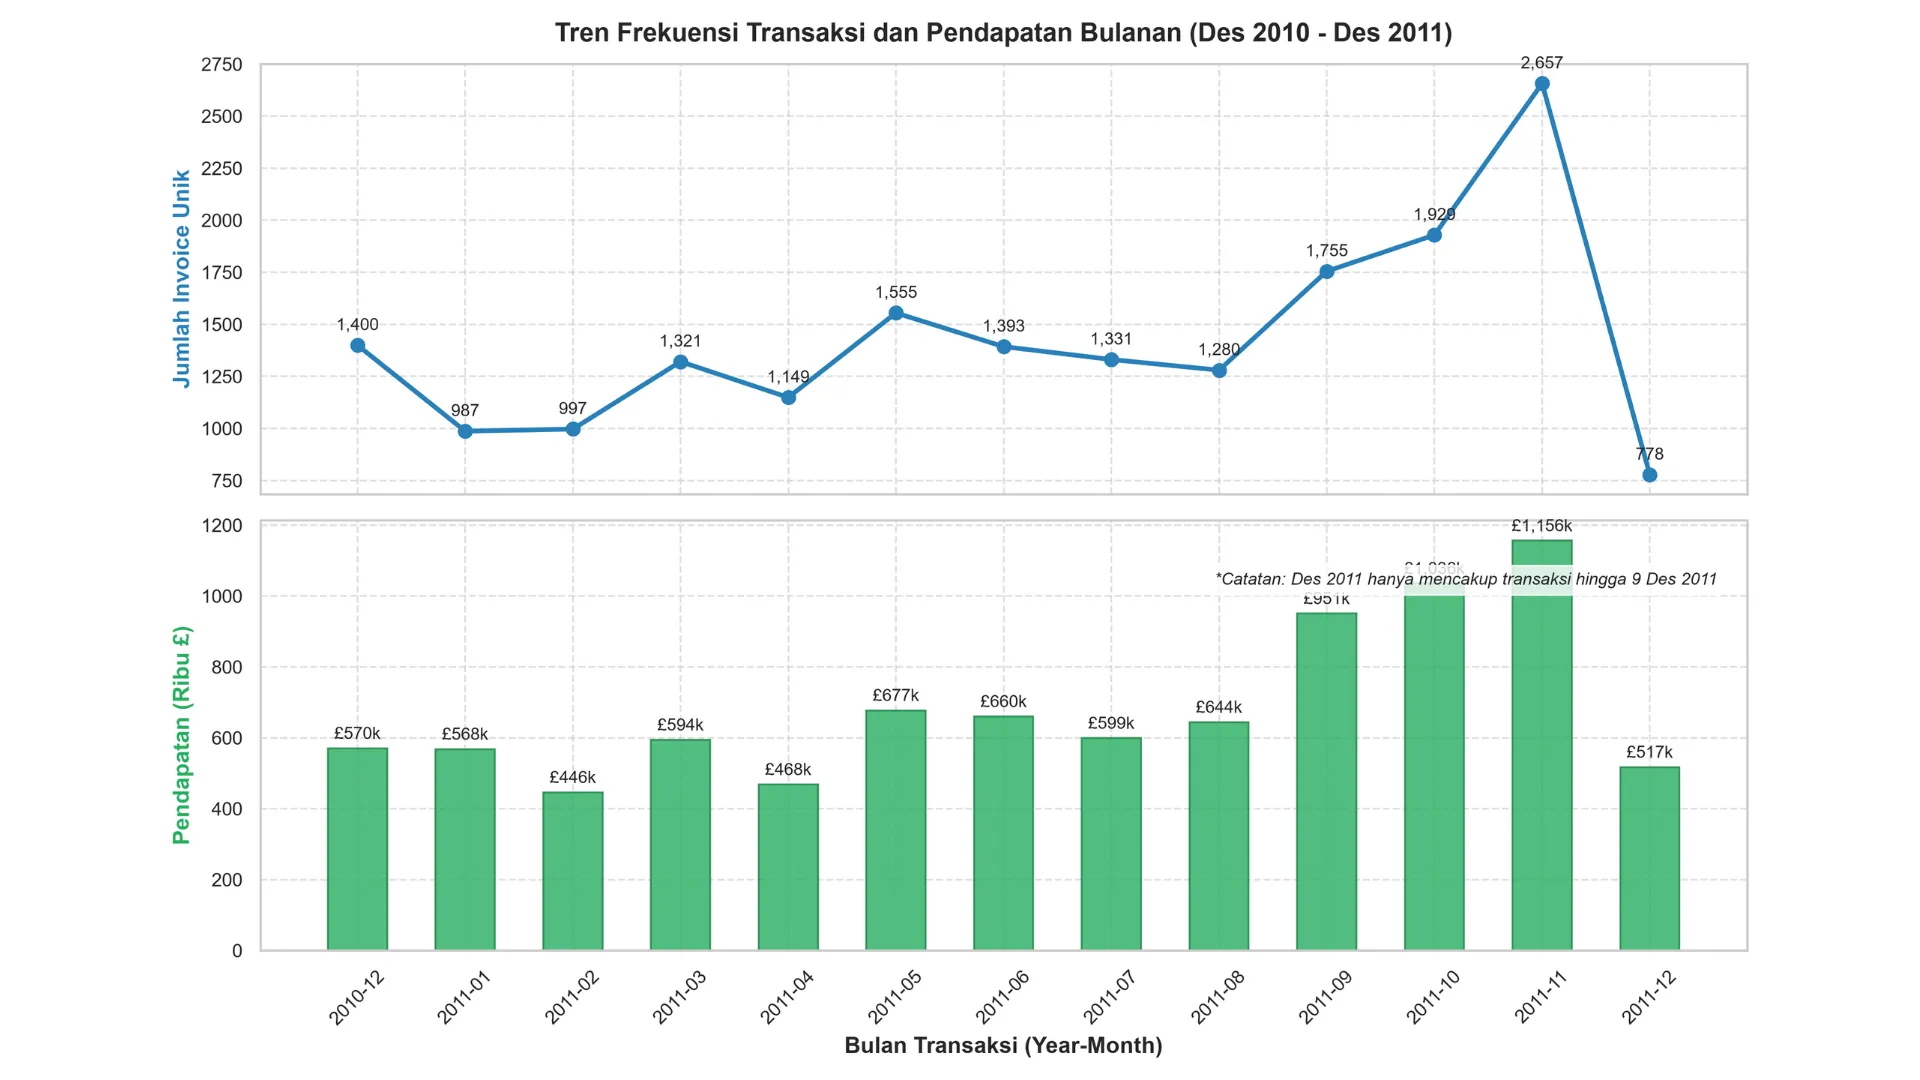 Tren Frekuensi Transaksi dan Pendapatan Bulanan (Des 2010 - Des 2011)
Jumlah Invoice Unik
2750
2500
2250
2000
1750
1500
1250
1000
750
1,400
987
997
1,321
1,149
1,555
1,393
1,331
1,280
1,755
1,929
2,657
778
Pendapatan (Ribu £)
1200
1000
800
600
400
200
0
£570k
£568k
£446k
£594k
£468k
£677k
£660k
£599k
£644k
£951k
£1,036k
£1,156k
£517k
*Catatan: Des 2011 hanya mencakup transaksi hingga 9 Des 2011
2010-12
2011-01
2011-02
2011-03
2011-04
2011-05
2011-06
2011-07
2011-08
2011-09
2011-10
2011-11
2011-12
Bulan Transaksi (Year-Month)